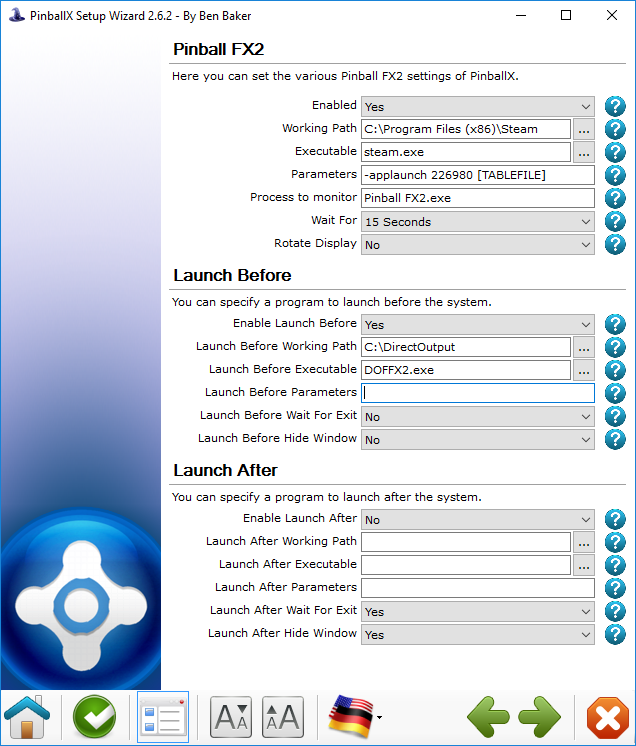 PinballX Setup Wizard 2.6.2 - By Ben Baker
Pinball FX2
Here you can set the various Pinball FX2 settings of PinballX.
Enabled Yes
Working Path C:\Program Files (x86)\Steam ...
Executable steam.exe ...
Parameters -applaunch 226980 [TABLEFILE]
Process to monitor Pinball FX2.exe
Wait For 15 Seconds
Rotate Display No
Launch Before
You can specify a program to launch before the system.
Enable Launch Before Yes
Launch Before Working Path C:\DirectOutput ...
Launch Before Executable DOFFX2.exe ...
Launch Before Parameters
Launch Before Wait For Exit No
Launch Before Hide Window No
Launch After
You can specify a program to launch after the system.
Enable Launch After No
Launch After Working Path ...
Launch After Executable ...
Launch After Parameters
Launch After Wait For Exit Yes
Launch After Hide Window Yes
AA AA